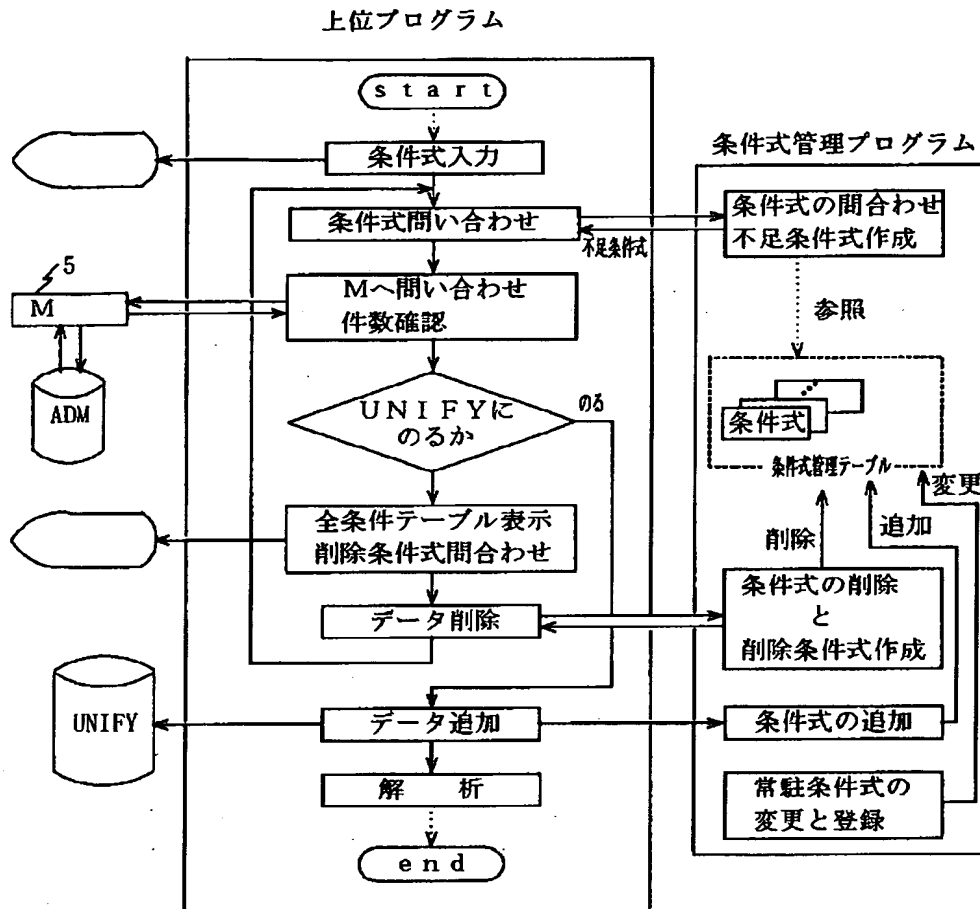 上位プログラム
start
条件式入力
条件式管理プログラム
条件式問い合わせ
不足条件式
条件式の問合わせ
不足条件式作成
5
M
Mへ問い合わせ
件数確認
参照
ADM
UNIFYに
のるか
のる
条件式
条件式管理テーブル
変更
全条件テーブル表示
削除条件式問合わせ
削除
追加
データ削除
条件式の削除
と
削除条件式作成
UNIFY
データ追加
条件式の追加
解析
常駐条件式の
変更と登録
end